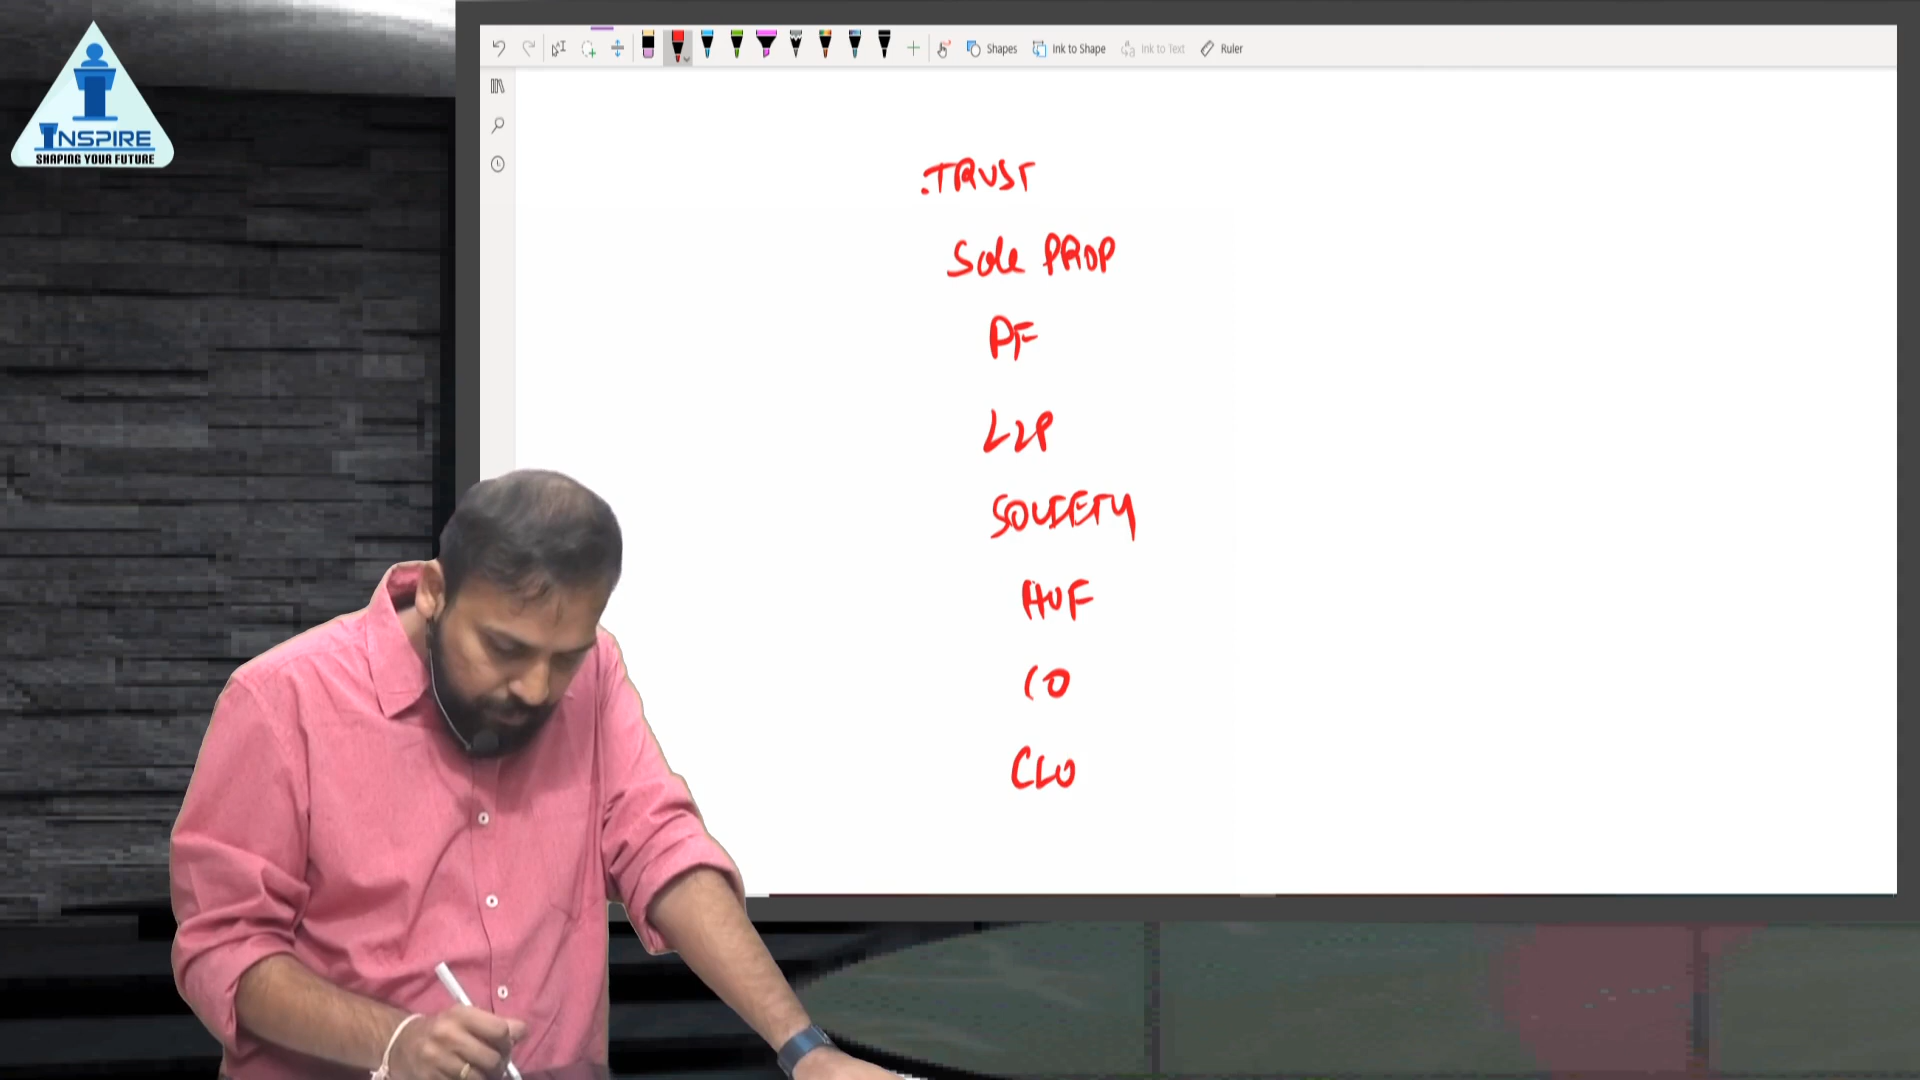 INSPIRE
SHAPING YOUR FUTURE
Shapes
Ink to Shape
Ink to Text
Ruler
.TRUST
Sole PROP
PF
LLP
SOCIETY
HUF
CO
CLO